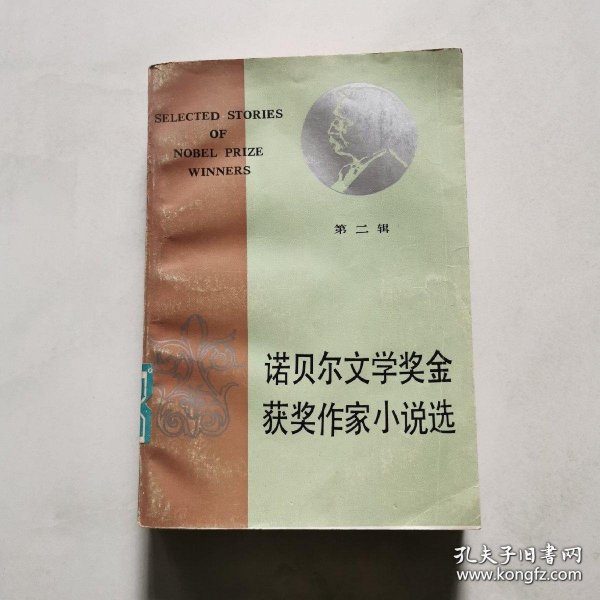 SELECTED STORIES
OF
NOBEL PRIZE
WINNERS
第二辑
诺贝尔文学奖金
获奖作家小说选
孔夫子旧书网
www.kongfz.com